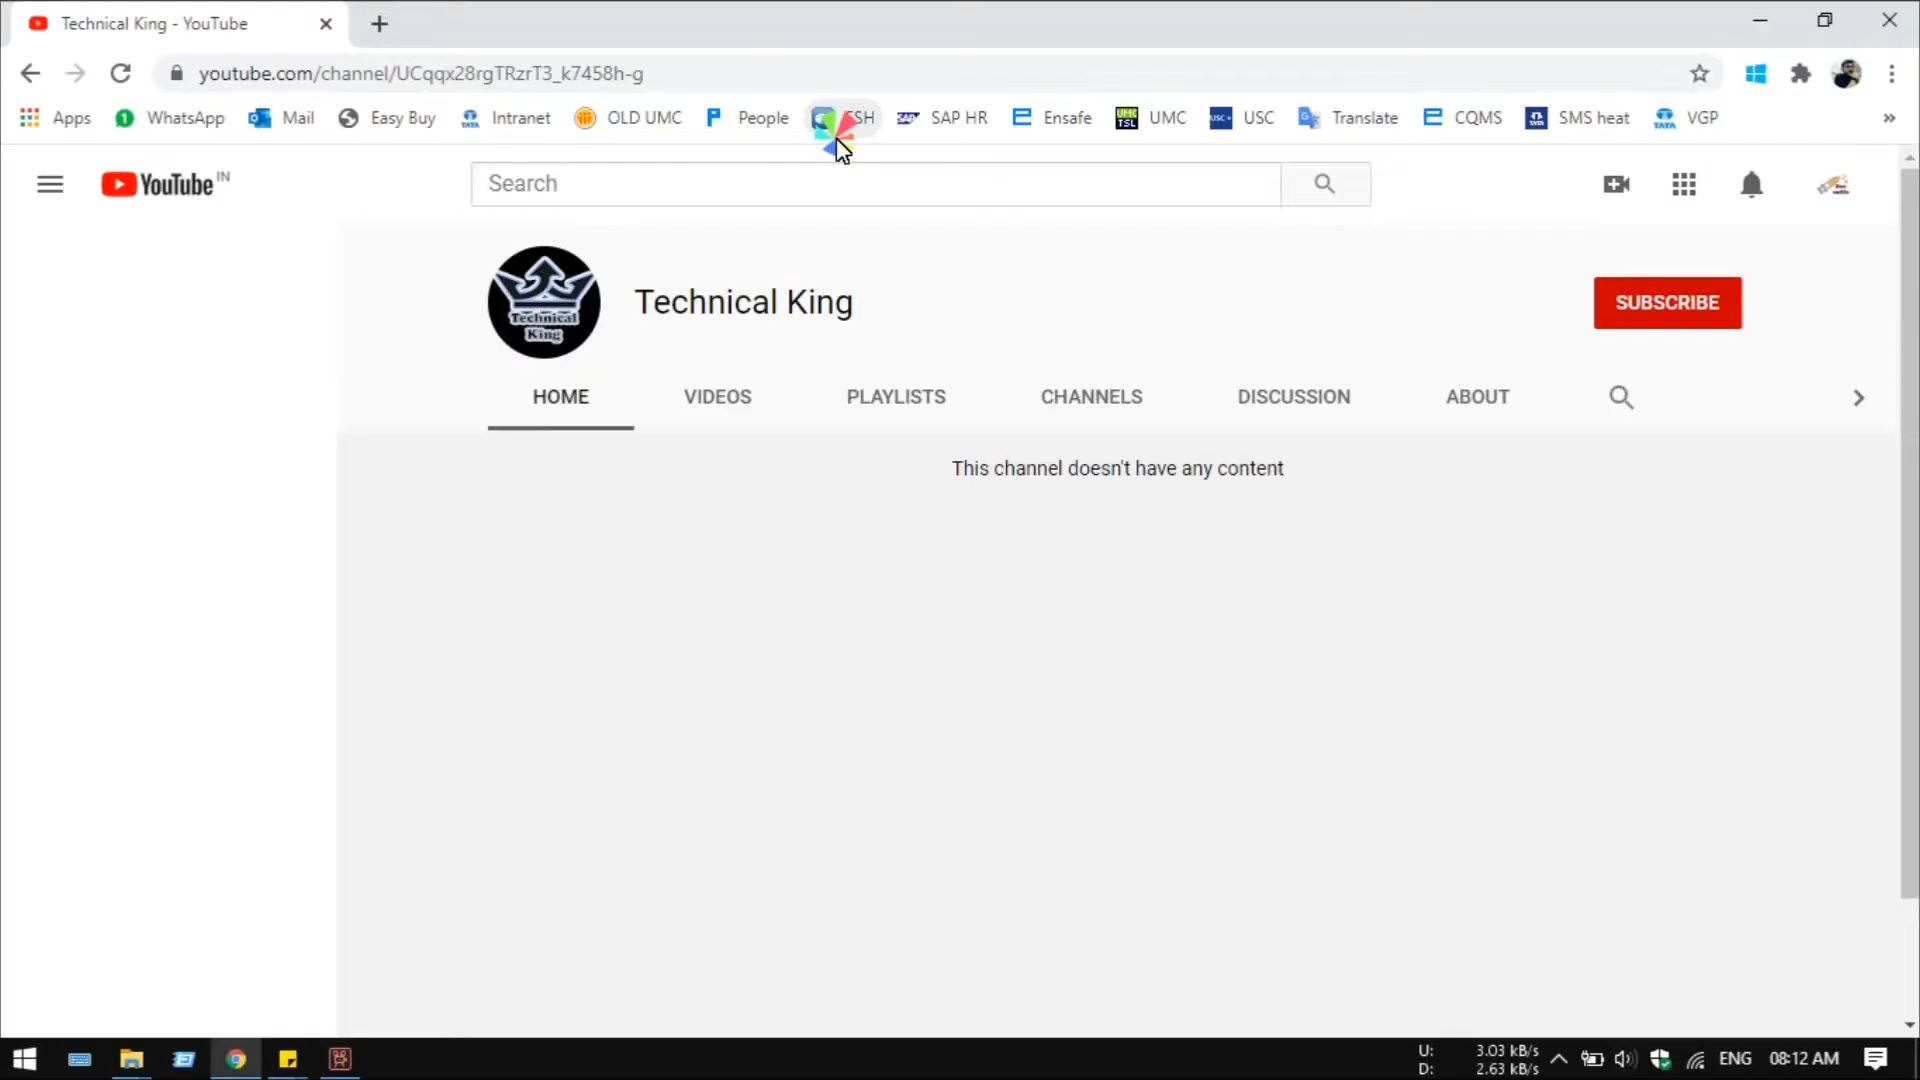 Technical King - YouTube
youtube.com/channel/UCqqx28rgTRzrT3_k7458h-g
Apps WhatsApp Mail Easy Buy Intranet OLD UMC People SAP HR Ensafe UMC USC Translate CQMS SMS heat VGP
YouTube IN Search
Technical King
Technical King
SUBSCRIBE
HOME VIDEOS PLAYLISTS CHANNELS DISCUSSION ABOUT
This channel doesn't have any content
U: 3.03 kB/s
D: 2.63 kB/s
ENG 08:12 AM